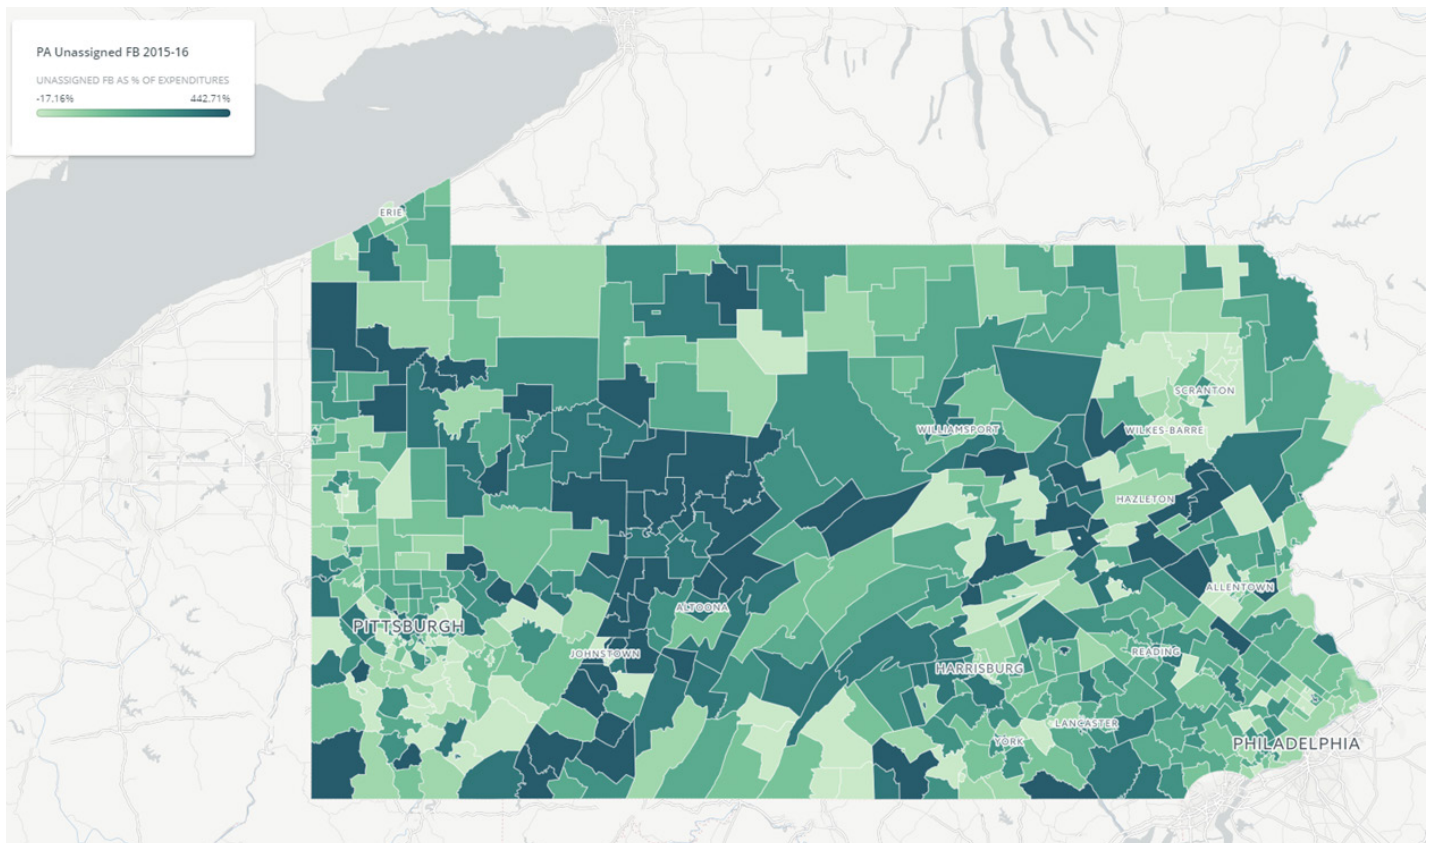 PA Unassigned FB 2015-16
UNASSIGNED FB AS % OF EXPENDITURES
-17.16% 442.71%
ERIE
SCRANTON
WILLIAMSPORT
WILKES-BARRE
HAZLETON
ALLENTOWN
ALTOONA
PITTSBURGH
JOHNSTOWN
READING
HARRISBURG
LANCASTER
YORK
PHILADELPHIA